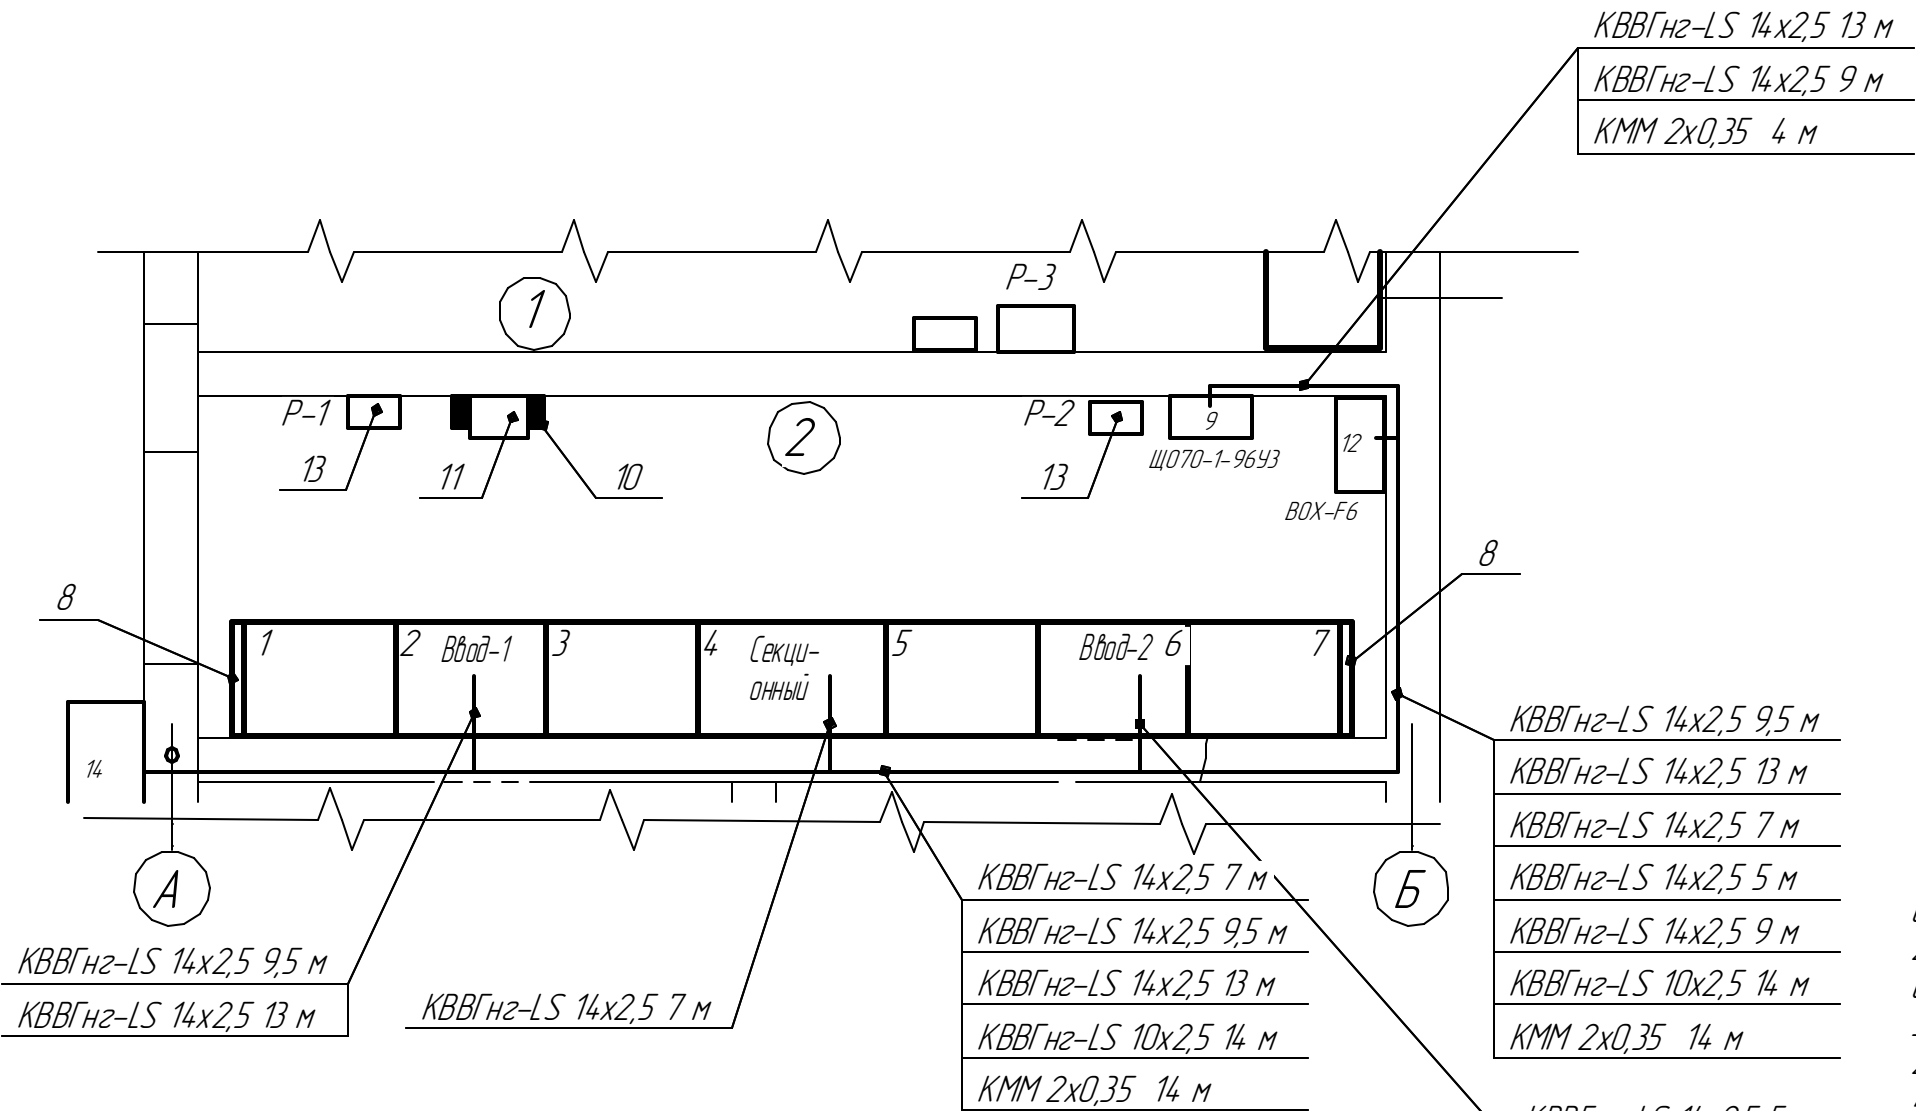 КВВГнг-LS 14х2,5 13 м
КВВГнг-LS 14х2,5 9 м
КММ 2х0,35 4 м
Р-3
1
Р-1
2
Р-2
9
12
13
11
10
13
ЩО70-1-96У3
BOX-F6
8
8
1
2
Ввод-1
3
4
Секци-
онный
5
Ввод-2
6
7
14
А
Б
КВВГнг-LS 14х2,5 9,5 м
КВВГнг-LS 14х2,5 13 м
КВВГнг-LS 14х2,5 7 м
КВВГнг-LS 14х2,5 7 м
КВВГнг-LS 14х2,5 9,5 м
КВВГнг-LS 14х2,5 13 м
КВВГнг-LS 10х2,5 14 м
КММ 2х0,35 14 м
КВВГнг-LS 14х2,5 9,5 м
КВВГнг-LS 14х2,5 13 м
КВВГнг-LS 14х2,5 7 м
КВВГнг-LS 14х2,5 5 м
КВВГнг-LS 14х2,5 9 м
КВВГнг-LS 10х2,5 14 м
КММ 2х0,35 14 м